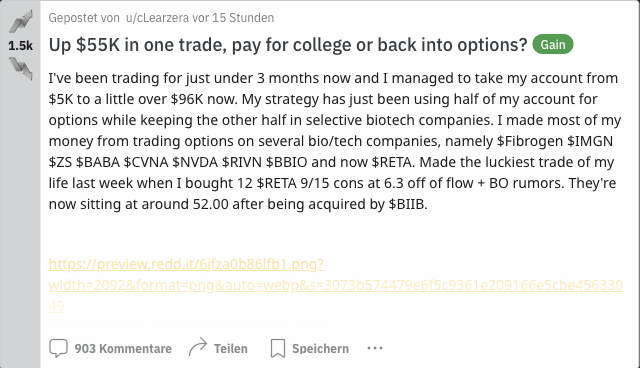 Gepostet von u/cLearzera vor 15 Stunden
1.5k
Up $55K in one trade, pay for college or back into options? Gain
I've been trading for just under 3 months now and I managed to take my account from
$5K to a little over $96K now. My strategy has just been using half of my account for
options while keeping the other half in selective biotech companies. I made most of my
money from trading options on several bio/tech companies, namely $Fibrogen $IMGN
$ZS $BABA $CVNA $NVDA $RIVN $BBIO and now $RETA. Made the luckiest trade of my
life last week when I bought 12 $RETA 9/15 cons at 6.3 off of flow + BO rumors. They're
now sitting at around 52.00 after being acquired by $BIIB.
https://preview.redd.it/6jfza0b86lfb1.png?
width=2092&format=png&auto=webp&s=3073b574479e6f5c9361e209166e5cbe456330
49
903 Kommentare Teilen Speichern